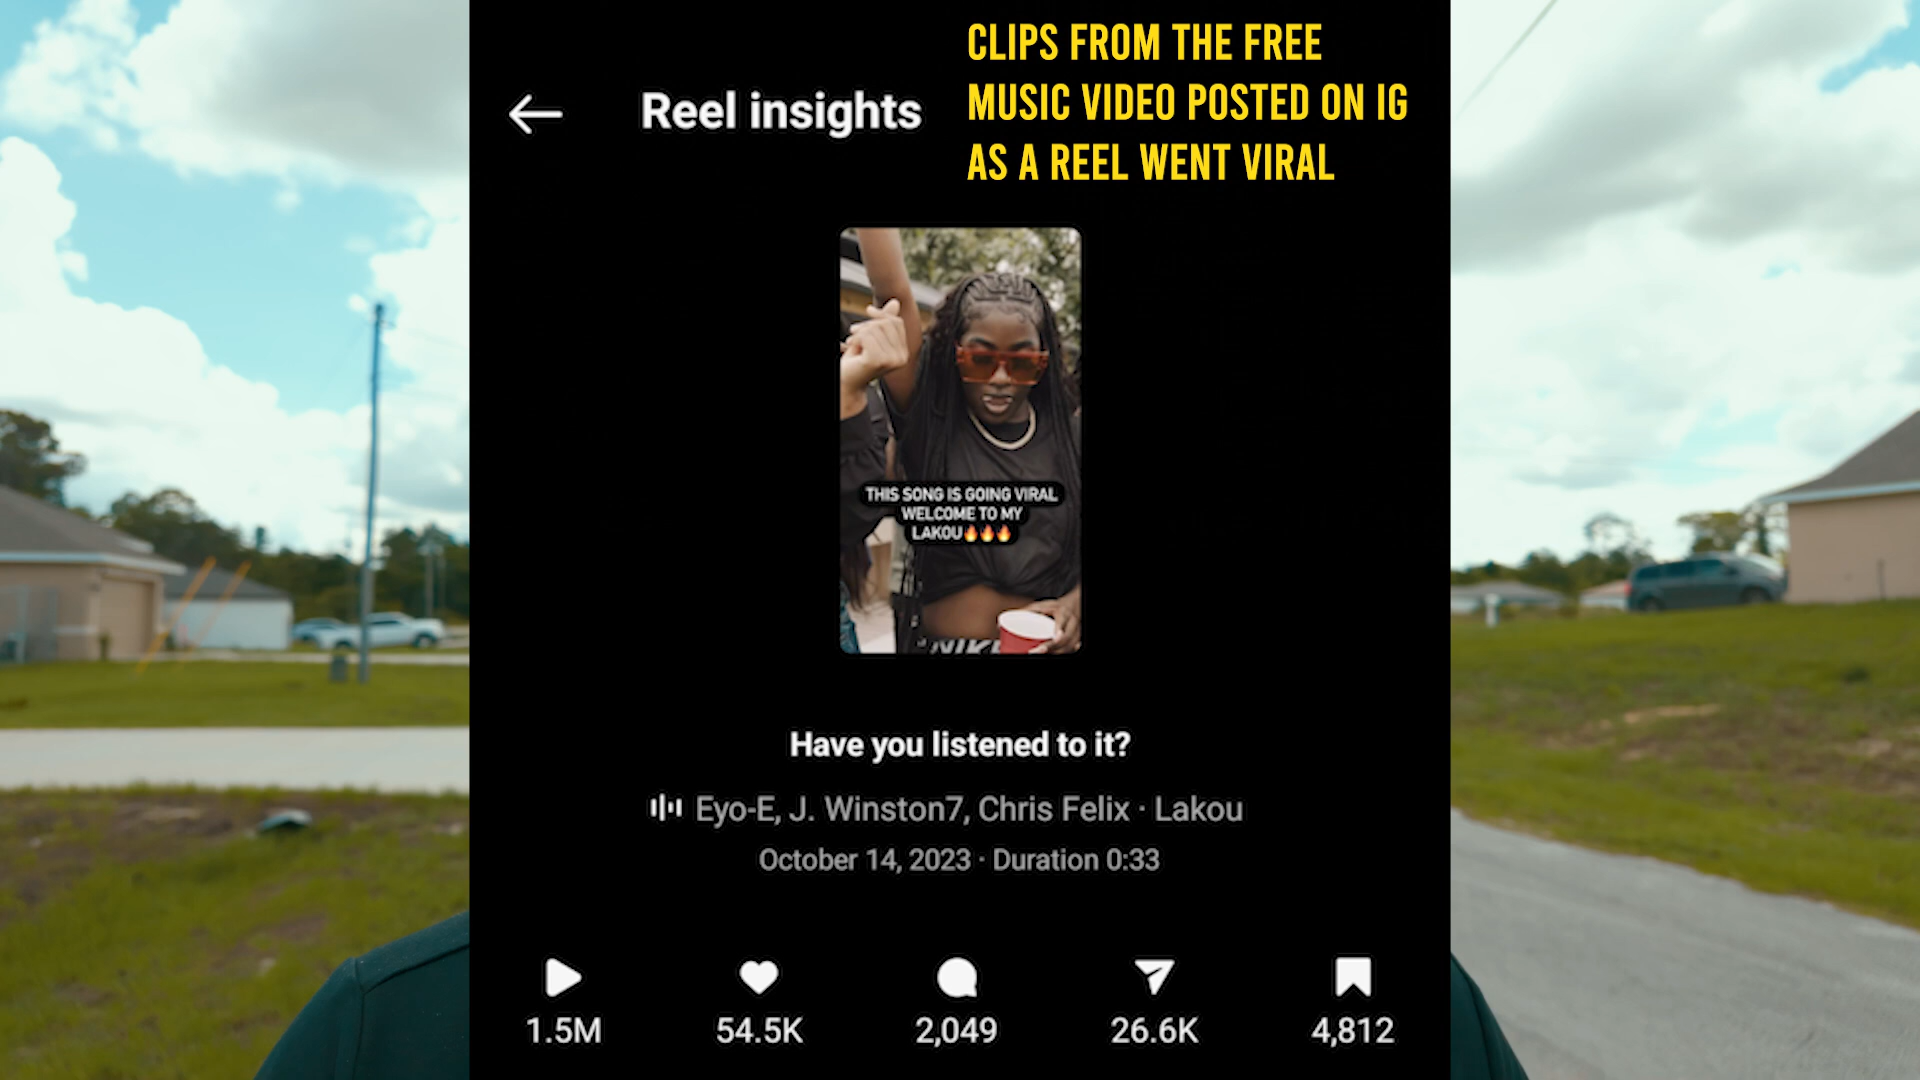 CLIPS FROM THE FREE
MUSIC VIDEO POSTED ON IG
AS A REEL WENT VIRAL
Reel insights
THIS SONG IS GOING VIRAL
WELCOME TO MY
LAKOU🔥🔥🔥
NIKE
Have you listened to it?
Eyo-E, J. Winston7, Chris Felix · Lakou
October 14, 2023 · Duration 0:33
1.5M
54.5K
2,049
26.6K
4,812